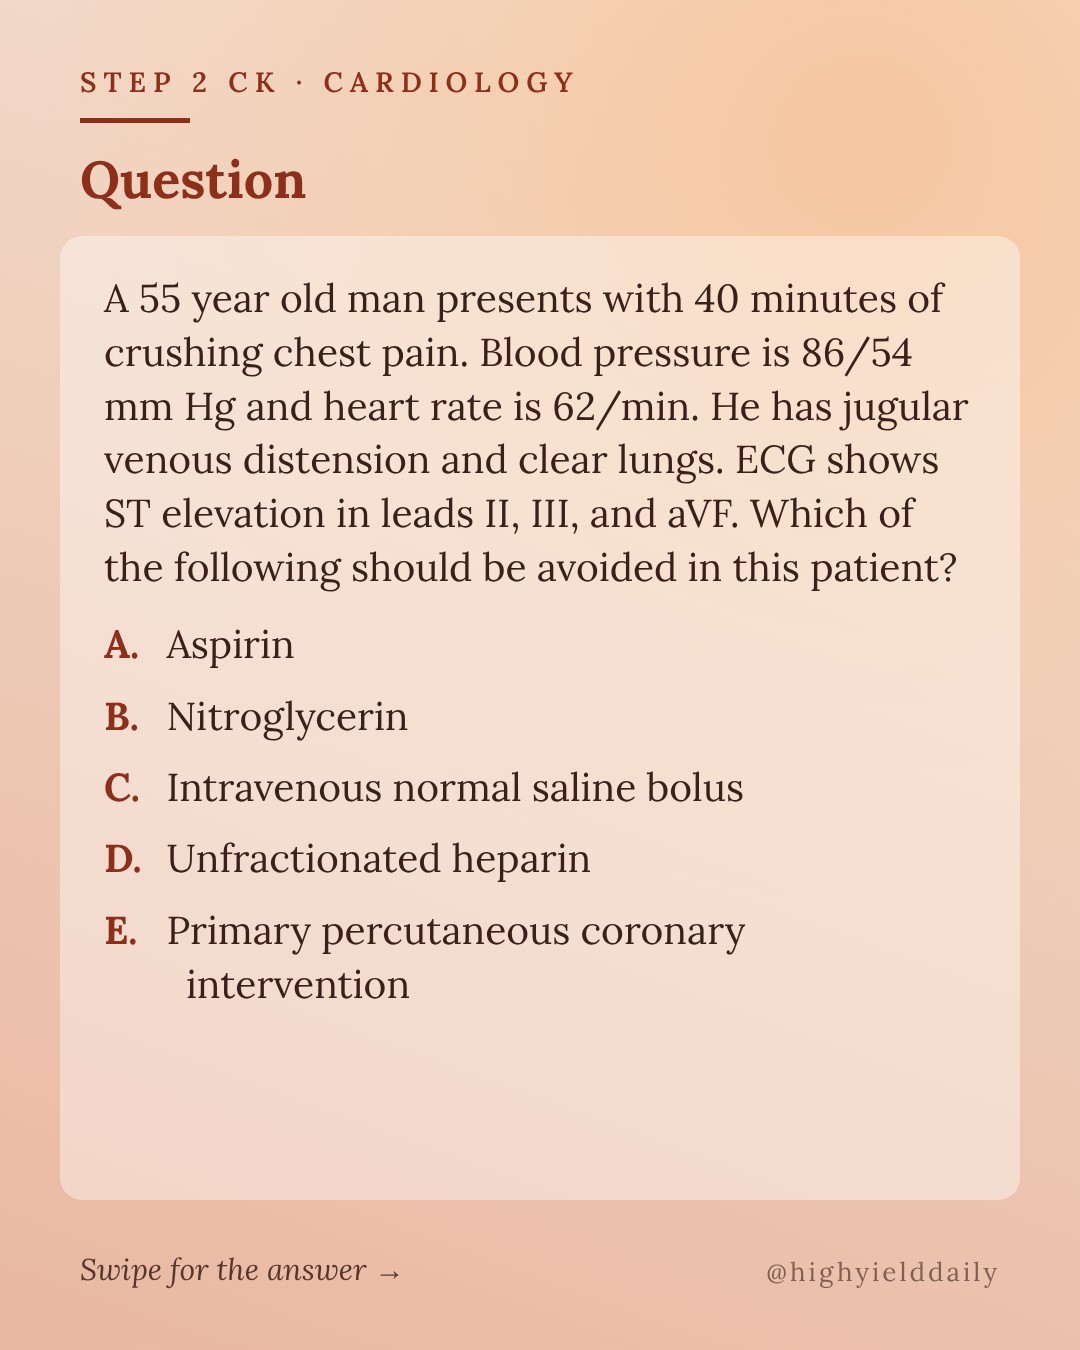 STEP 2 CK · CARDIOLOGY
Question
A 55 year old man presents with 40 minutes of
crushing chest pain. Blood pressure is 86/54
mm Hg and heart rate is 62/min. He has jugular
venous distension and clear lungs. ECG shows
ST elevation in leads II, III, and aVF. Which of
the following should be avoided in this patient?
A. Aspirin
B. Nitroglycerin
C. Intravenous normal saline bolus
D. Unfractionated heparin
E. Primary percutaneous coronary
intervention
Swipe for the answer →
@highyielddaily